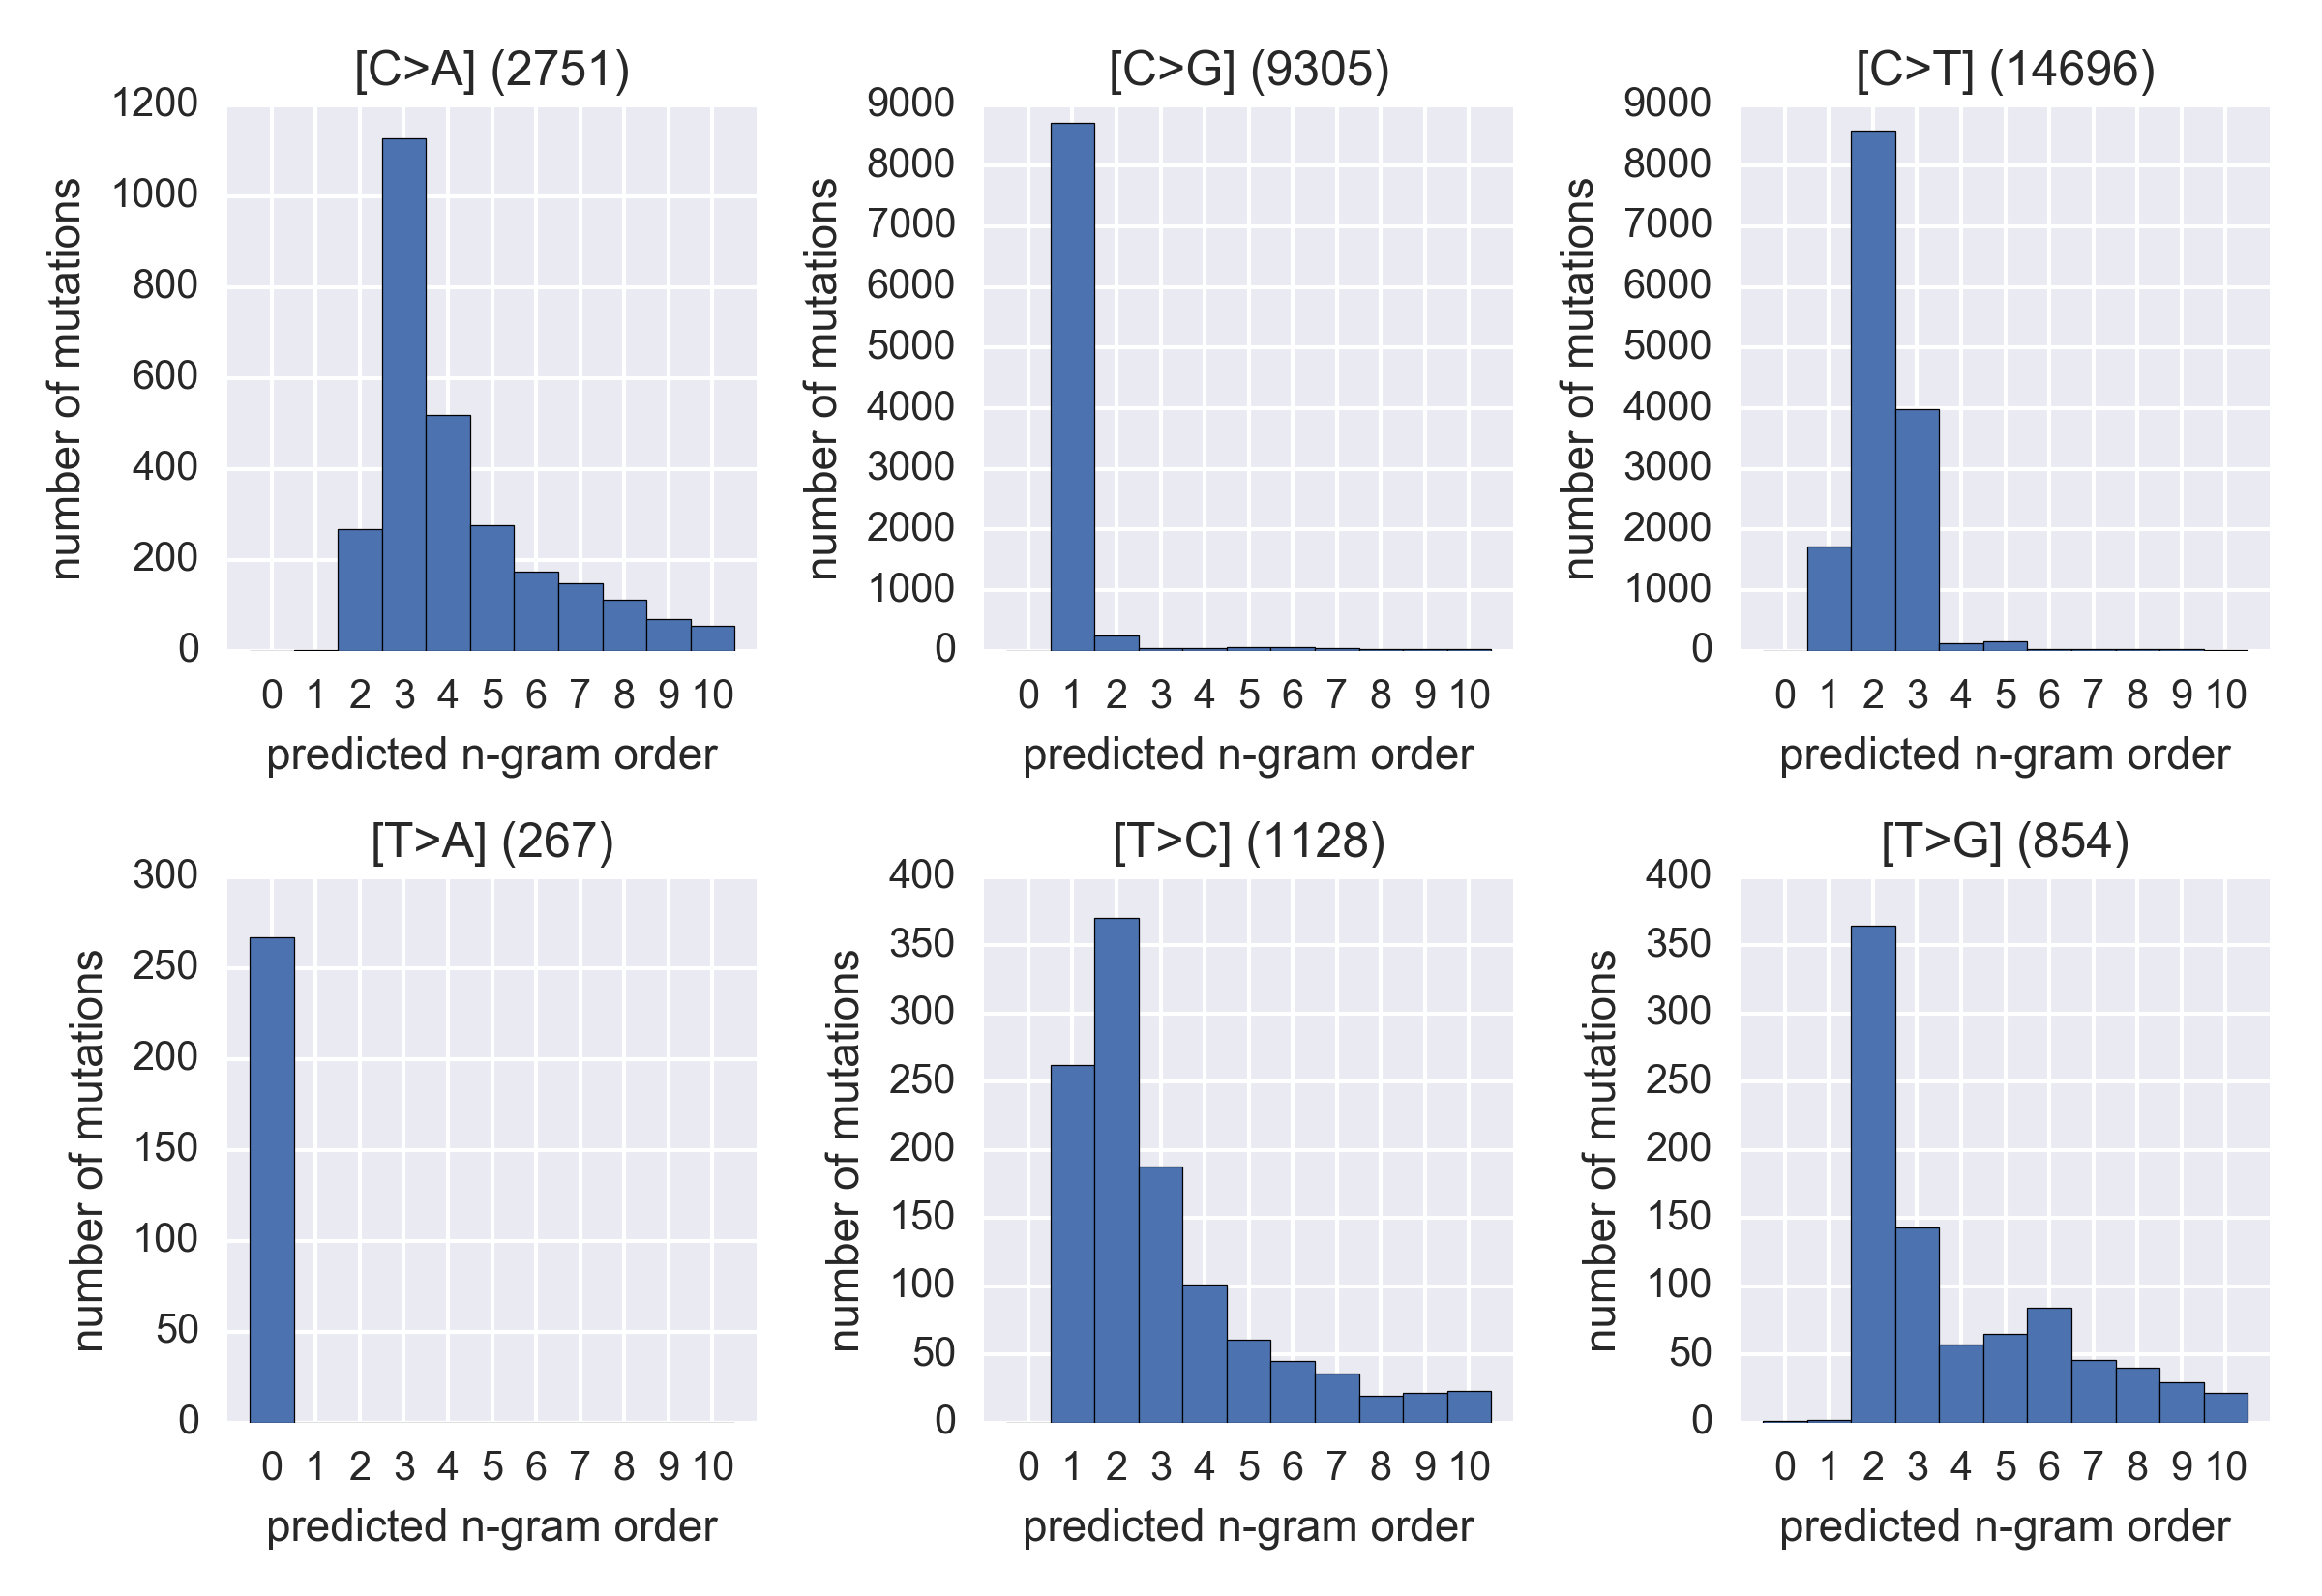 [C>A] (2751)
1200
1000
800
600
400
200
0
number of mutations
0 1 2 3 4 5 6 7 8 9 10
predicted n-gram order
[C>G] (9305)
9000
8000
7000
6000
5000
4000
3000
2000
1000
0
number of mutations
0 1 2 3 4 5 6 7 8 9 10
predicted n-gram order
[C>T] (14696)
9000
8000
7000
6000
5000
4000
3000
2000
1000
0
number of mutations
0 1 2 3 4 5 6 7 8 9 10
predicted n-gram order
[T>A] (267)
300
250
200
150
100
50
0
number of mutations
0 1 2 3 4 5 6 7 8 9 10
predicted n-gram order
[T>C] (1128)
400
350
300
250
200
150
100
50
0
number of mutations
0 1 2 3 4 5 6 7 8 9 10
predicted n-gram order
[T>G] (854)
400
350
300
250
200
150
100
50
0
number of mutations
0 1 2 3 4 5 6 7 8 9 10
predicted n-gram order